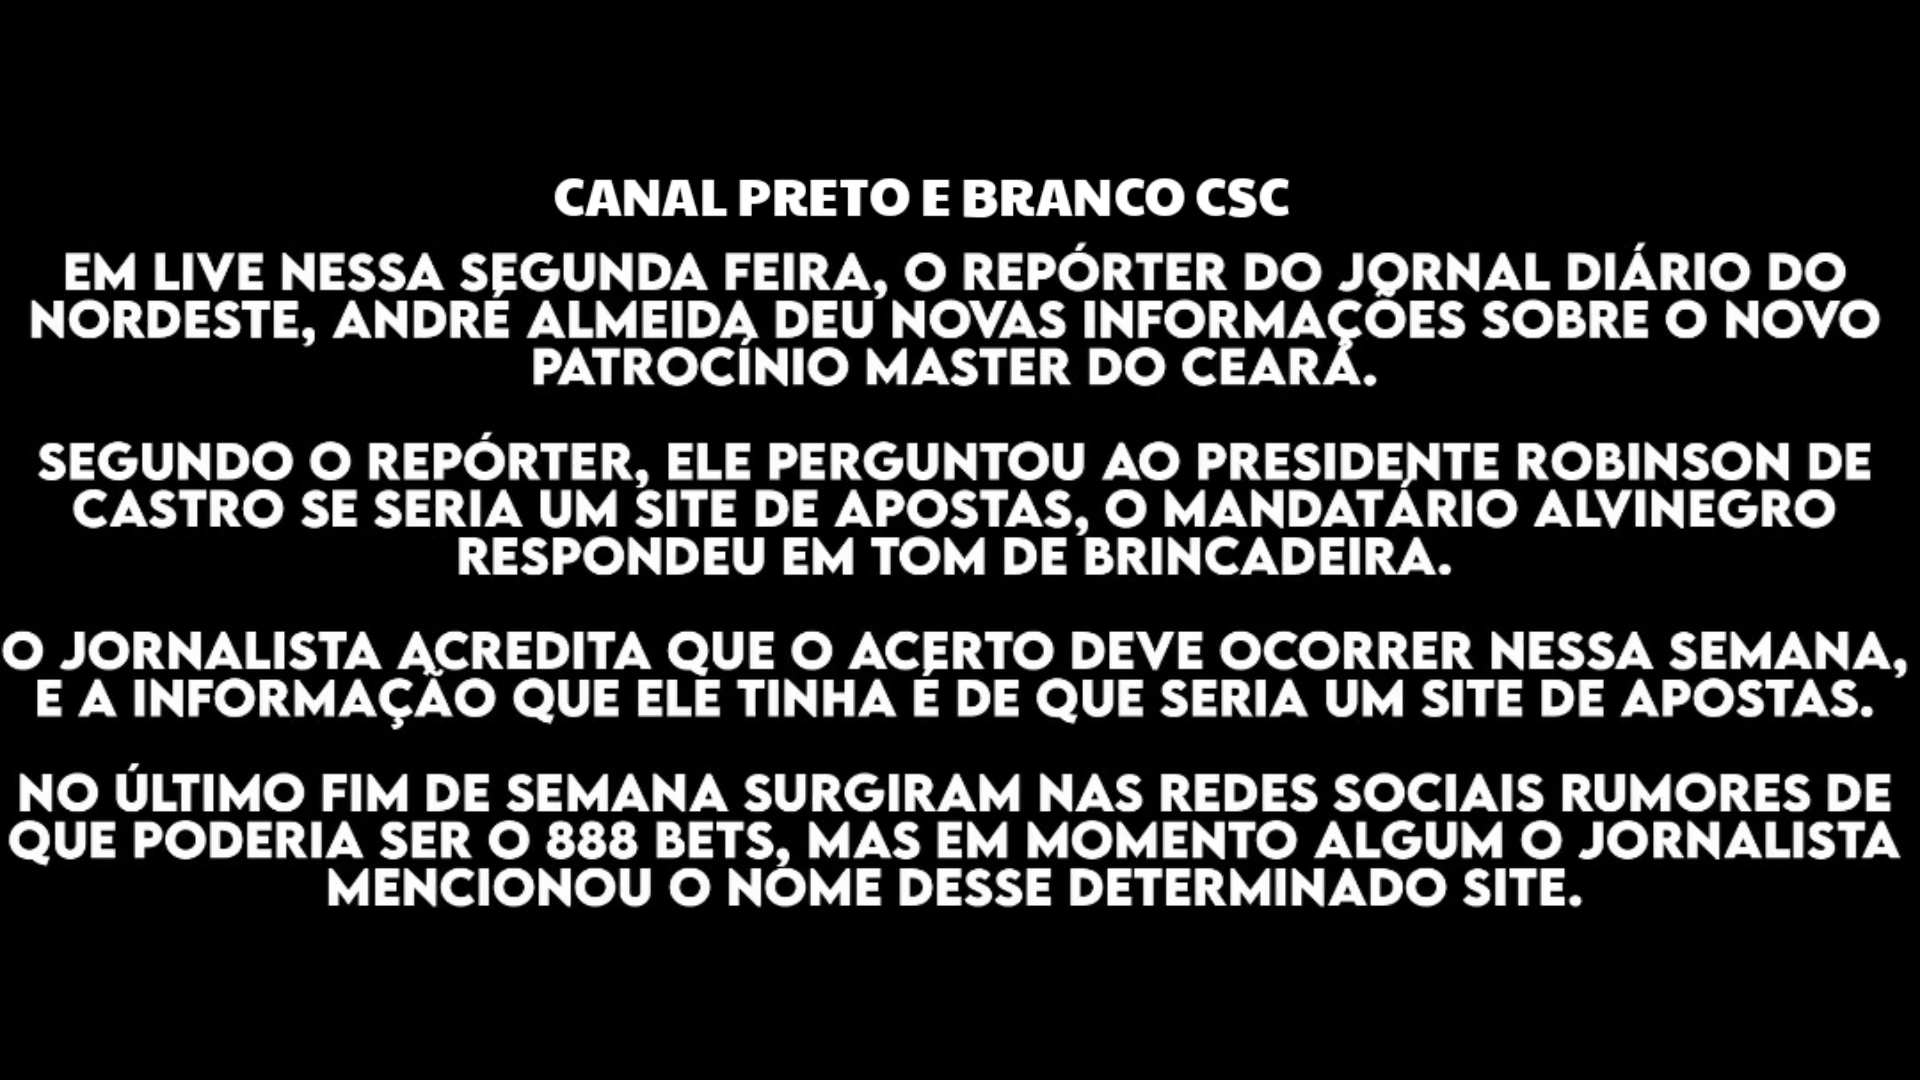 CANAL PRETO E BRANCO CSC
EM LIVE NESSA SEGUNDA FEIRA, O REPÓRTER DO JORNAL DIÁRIO DO
NORDESTE, ANDRÉ ALMEIDA DEU NOVAS INFORMAÇÕES SOBRE O NOVO
PATROCÍNIO MASTER DO CEARÁ.
SEGUNDO O REPÓRTER, ELE PERGUNTOU AO PRESIDENTE ROBINSON DE
CASTRO SE SERIA UM SITE DE APOSTAS, O MANDATÁRIO ALVINEGRO
RESPONDEU EM TOM DE BRINCADEIRA.
O JORNALISTA ACREDITA QUE O ACERTO DEVE OCORRER NESSA SEMANA,
E A INFORMAÇÃO QUE ELE TINHA É DE QUE SERIA UM SITE DE APOSTAS.
NO ÚLTIMO FIM DE SEMANA SURGIRAM NAS REDES SOCIAIS RUMORES DE
QUE PODERIA SER O 888 BETS, MAS EM MOMENTO ALGUM O JORNALISTA
MENCIONOU O NOME DESSE DETERMINADO SITE.